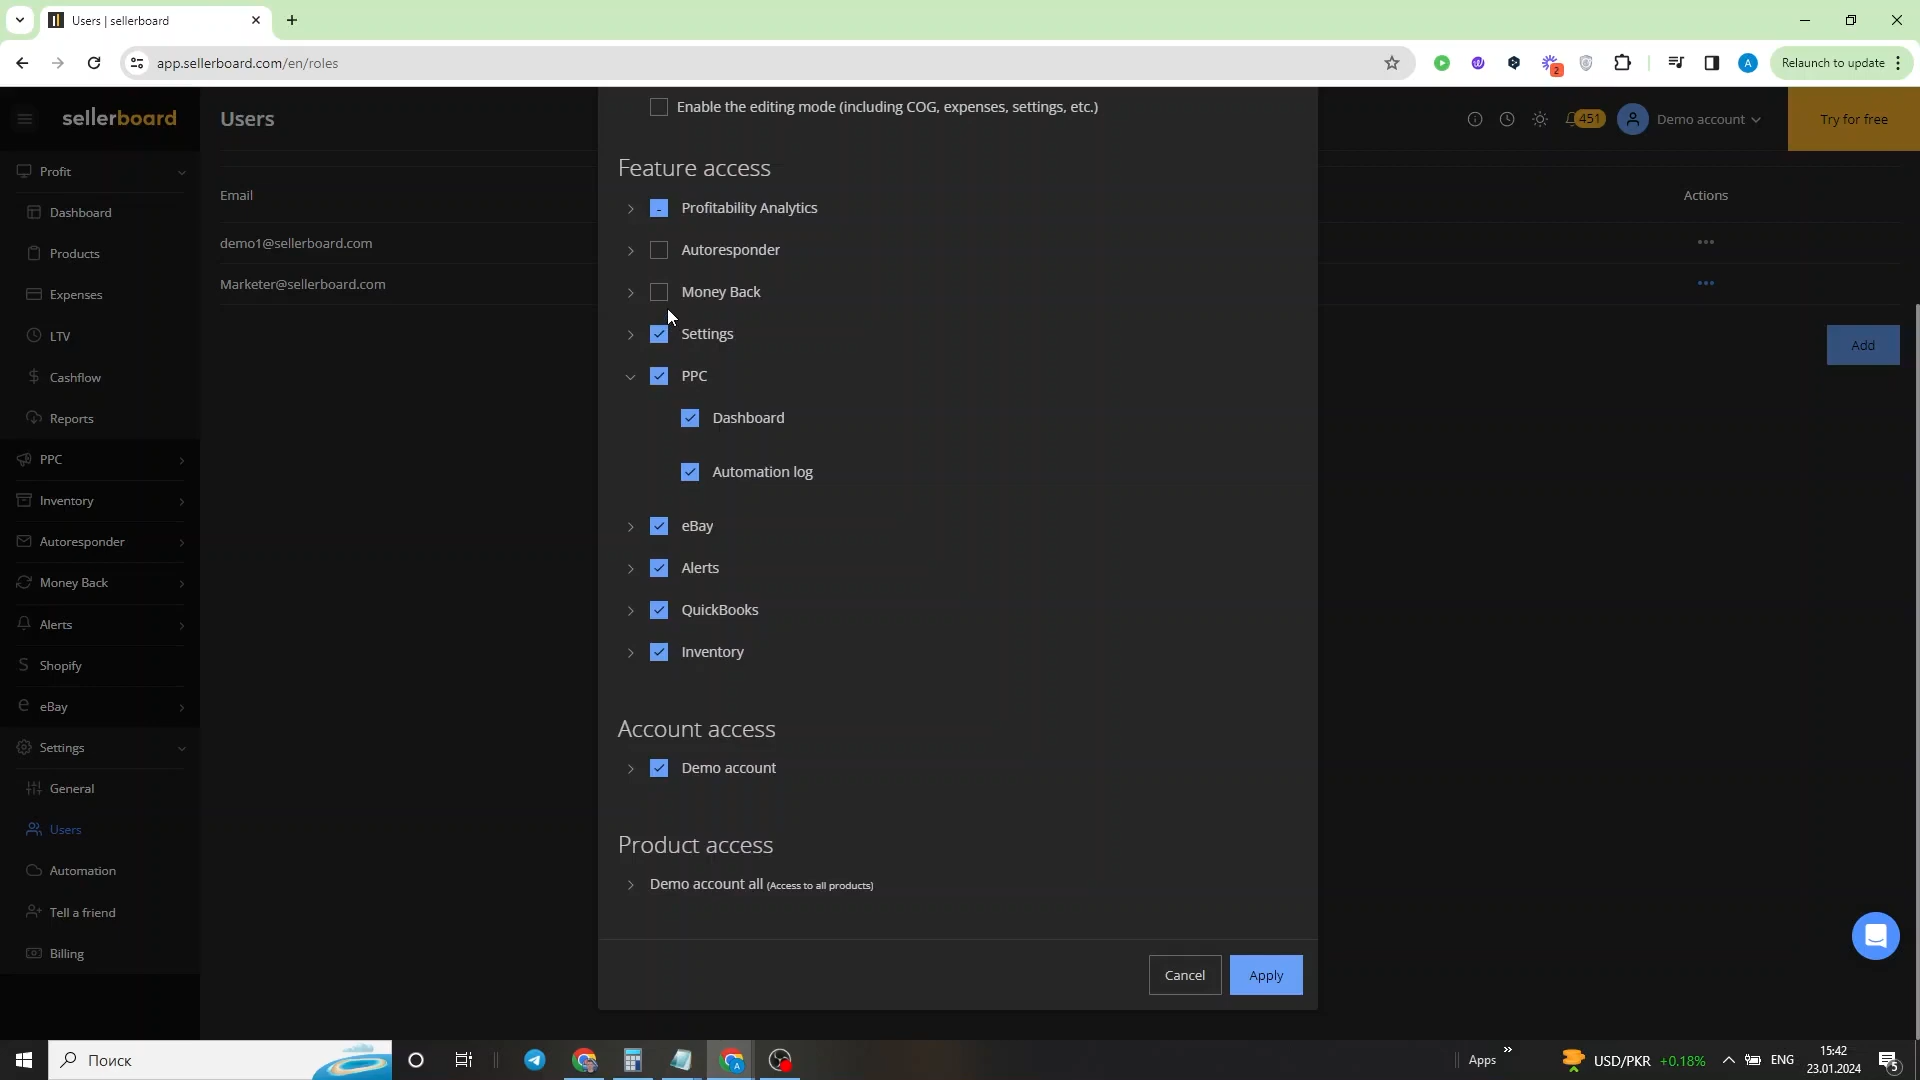 Users | sellerboard
app.sellerboard.com/en/roles
2
Relaunch to update
sellerboard
Users
Enable the editing mode (including COG, expenses, settings, etc.)
451
Demo account
Try for free
Profit
Dashboard
Products
Expenses
LTV
Cashflow
Reports
PPC
Inventory
Autoresponder
Money Back
Alerts
Shopify
eBay
Settings
General
Users
Automation
Tell a friend
Billing
Email
demo1@sellerboard.com
Marketer@sellerboard.com
Feature access
Profitability Analytics
Autoresponder
Money Back
Settings
PPC
Dashboard
Automation log
eBay
Alerts
QuickBooks
Inventory
Account access
Demo account
Product access
Demo account all (Access to all products)
Cancel
Apply
Actions
Add
Поиск
Apps
USD/PKR +0.18%
ENG
15:42
23.01.2024
5